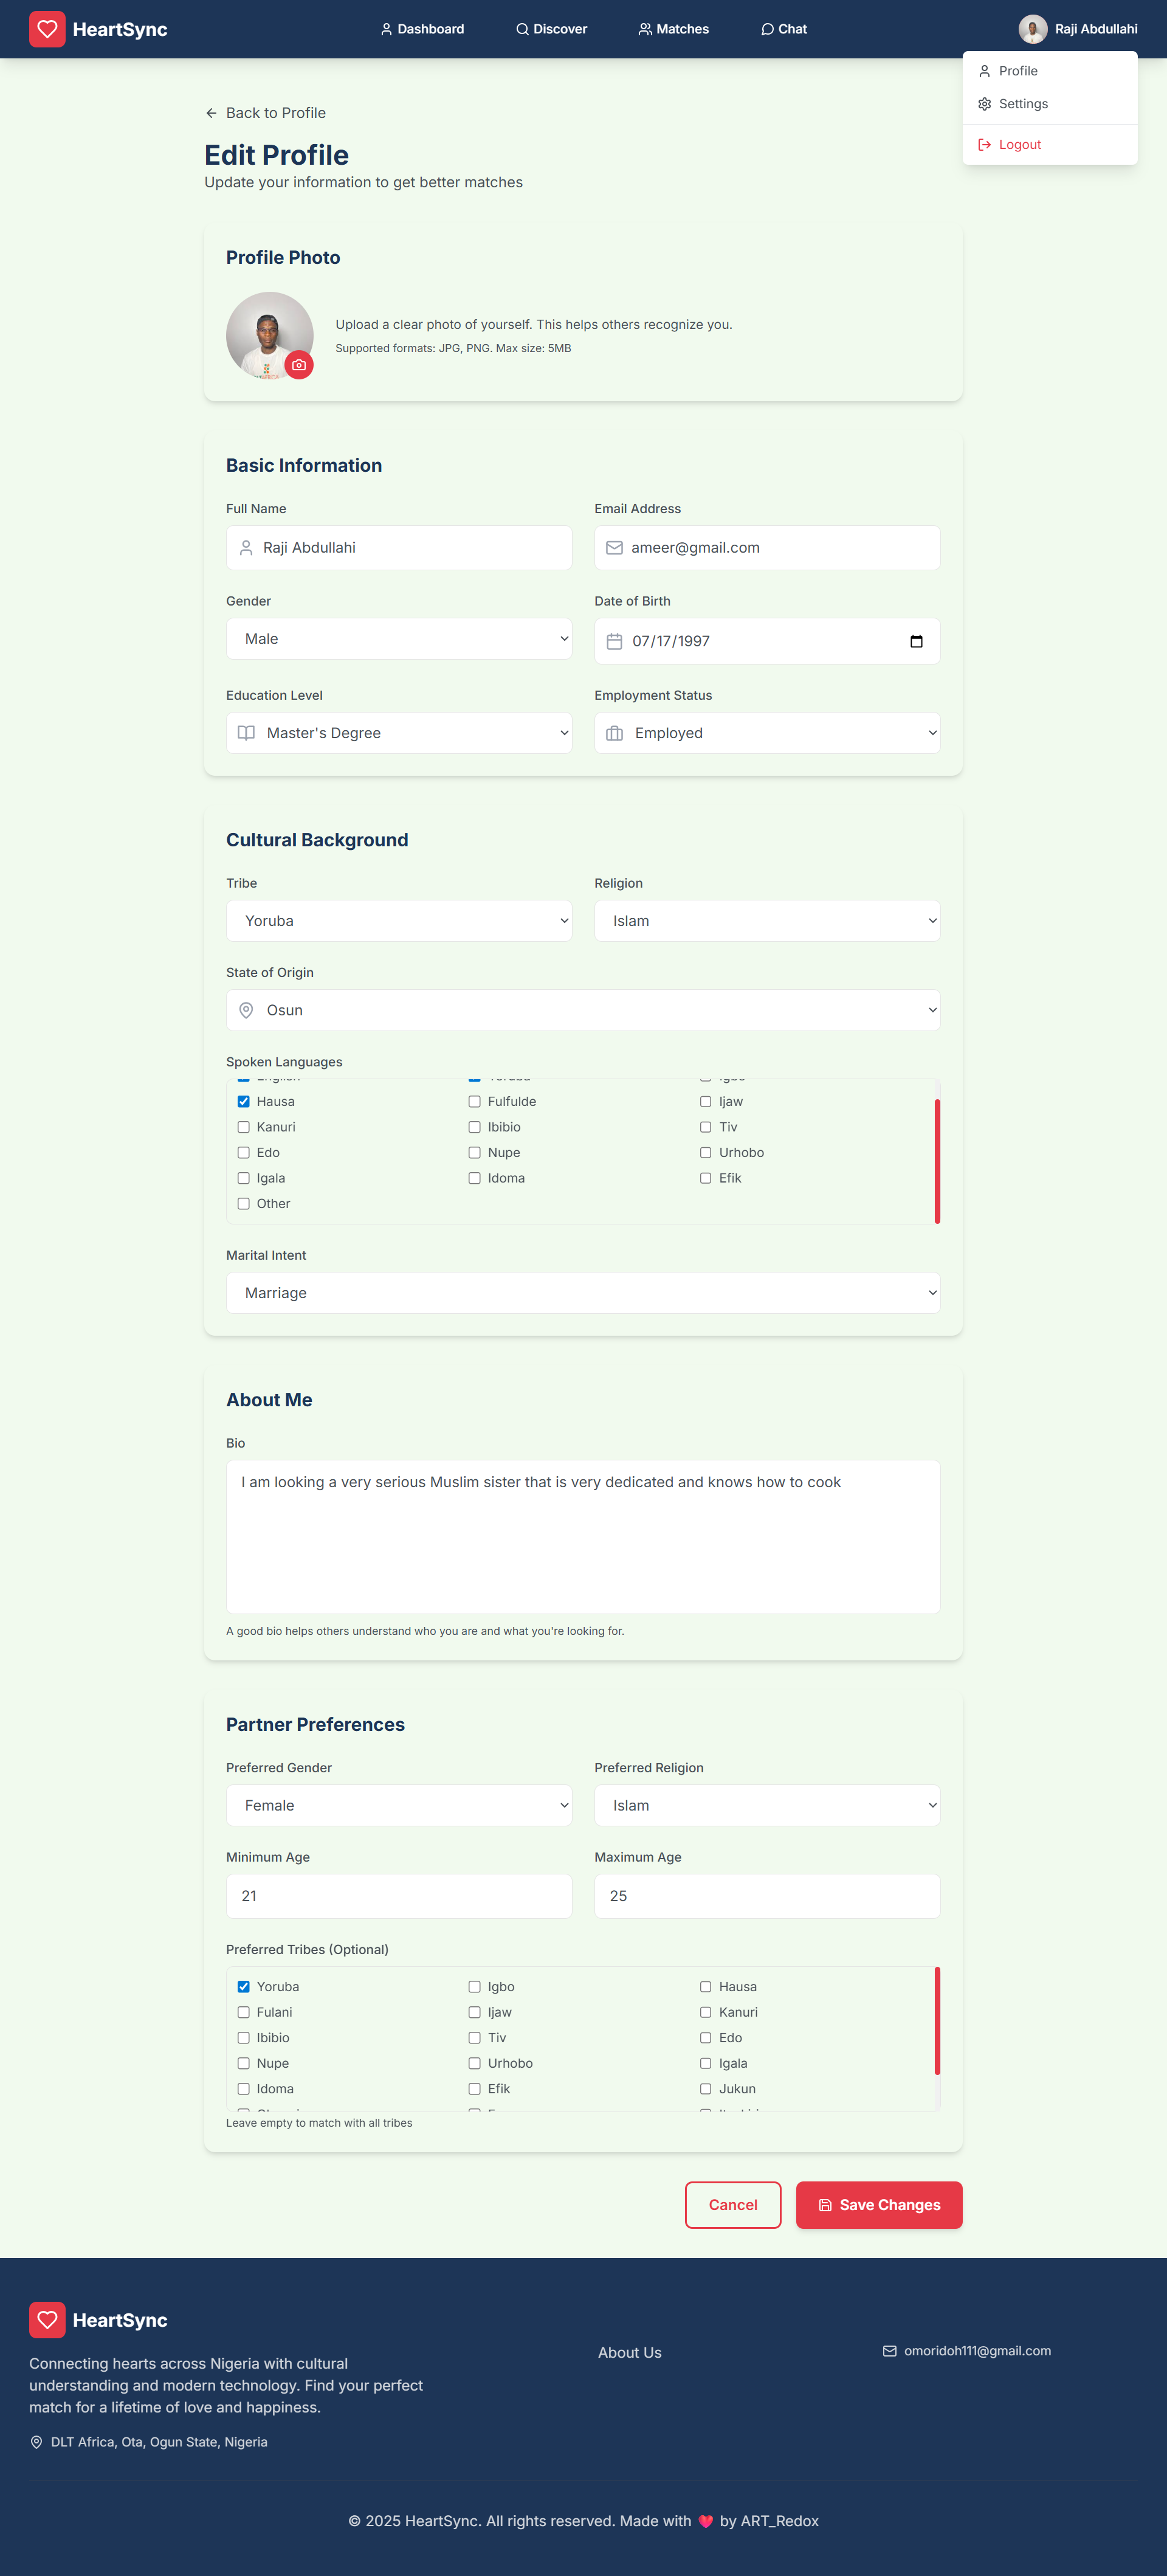 HeartSync
Dashboard
Discover
Matches
Chat
Raji Abdullahi
Profile
Settings
Logout
Back to Profile
Edit Profile
Update your information to get better matches
Profile Photo
Upload a clear photo of yourself. This helps others recognize you.
Supported formats: JPG, PNG. Max size: 5MB
Basic Information
Full Name
Raji Abdullahi
Email Address
ameer@gmail.com
Gender
Male
Date of Birth
07/17/1997
Education Level
Master's Degree
Employment Status
Employed
Cultural Background
Tribe
Yoruba
Religion
Islam
State of Origin
Osun
Spoken Languages
English Yoruba Igbo
Hausa Fulfulde Ijaw
Kanuri Ibibio Tiv
Edo Nupe Urhobo
Igala Idoma Efik
Other
Marital Intent
Marriage
About Me
Bio
I am looking a very serious Muslim sister that is very dedicated and knows how to cook
A good bio helps others understand who you are and what you're looking for.
Partner Preferences
Preferred Gender
Female
Preferred Religion
Islam
Minimum Age
21
Maximum Age
25
Preferred Tribes (Optional)
Yoruba Igbo Hausa
Fulani Ijaw Kanuri
Ibibio Tiv Edo
Nupe Urhobo Igala
Idoma Efik Jukun
Leave empty to match with all tribes
Cancel
Save Changes
HeartSync
Connecting hearts across Nigeria with cultural
understanding and modern technology. Find your perfect
match for a lifetime of love and happiness.
DLT Africa, Ota, Ogun State, Nigeria
About Us
omoridoh111@gmail.com
© 2025 HeartSync. All rights reserved. Made with ❤️ by ART_Redox